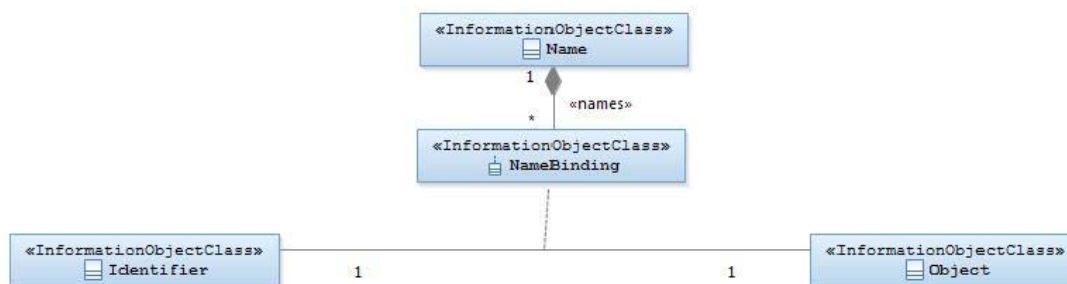 «InformationObjectClass»
Name
1
«names»
*
«InformationObjectClass»
NameBinding
«InformationObjectClass»
Identifier
1
1
«InformationObjectClass»
Object